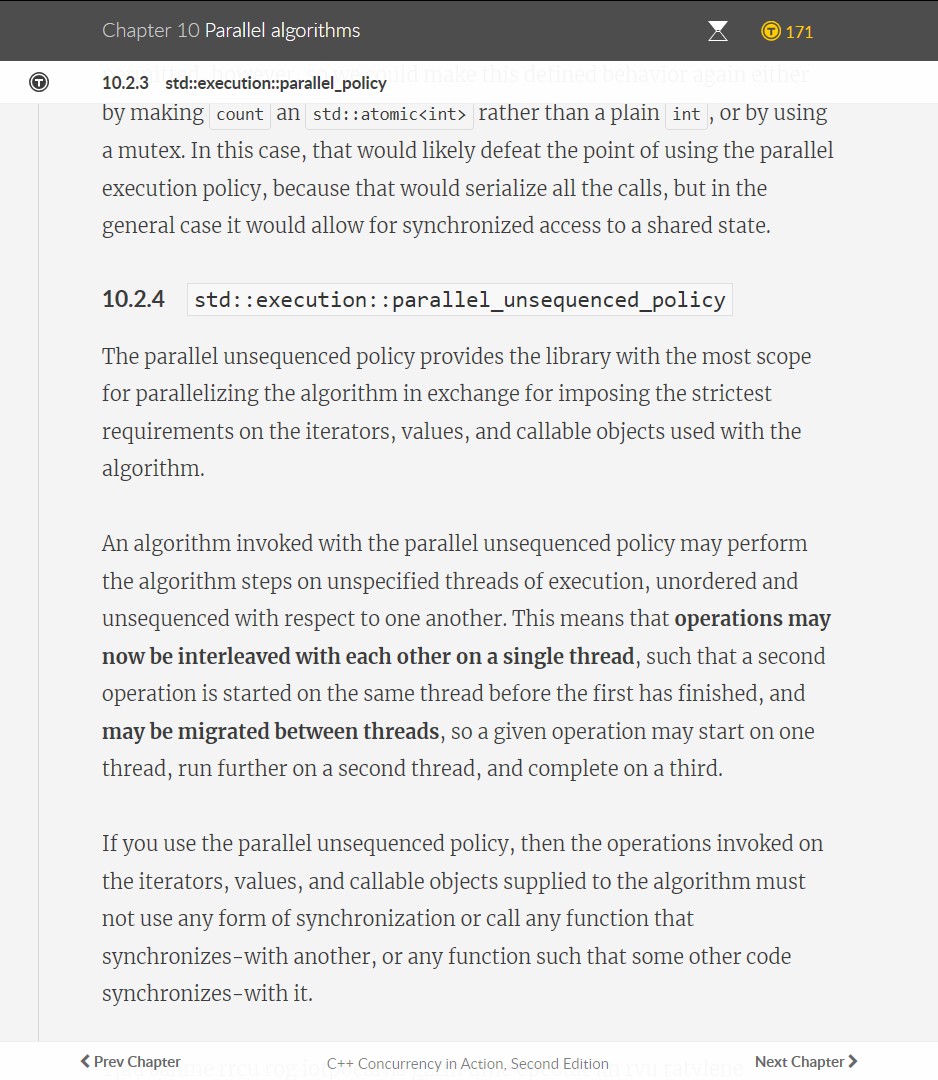 Chapter 10 Parallel algorithms
171
10.2.3 std::execution::parallel_policy
could make this defined behavior again either
by making count an std::atomic<int> rather than a plain int, or by using
a mutex. In this case, that would likely defeat the point of using the parallel
execution policy, because that would serialize all the calls, but in the
general case it would allow for synchronized access to a shared state.
10.2.4 std::execution::parallel_unsequenced_policy
The parallel unsequenced policy provides the library with the most scope
for parallelizing the algorithm in exchange for imposing the strictest
requirements on the iterators, values, and callable objects used with the
algorithm.
An algorithm invoked with the parallel unsequenced policy may perform
the algorithm steps on unspecified threads of execution, unordered and
unsequenced with respect to one another. This means that operations may
now be interleaved with each other on a single thread, such that a second
operation is started on the same thread before the first has finished, and
may be migrated between threads, so a given operation may start on one
thread, run further on a second thread, and complete on a third.
If you use the parallel unsequenced policy, then the operations invoked on
the iterators, values, and callable objects supplied to the algorithm must
not use any form of synchronization or call any function that
synchronizes-with another, or any function such that some other code
synchronizes-with it.
Prev Chapter
C++ Concurrency in Action, Second Edition
Next Chapter